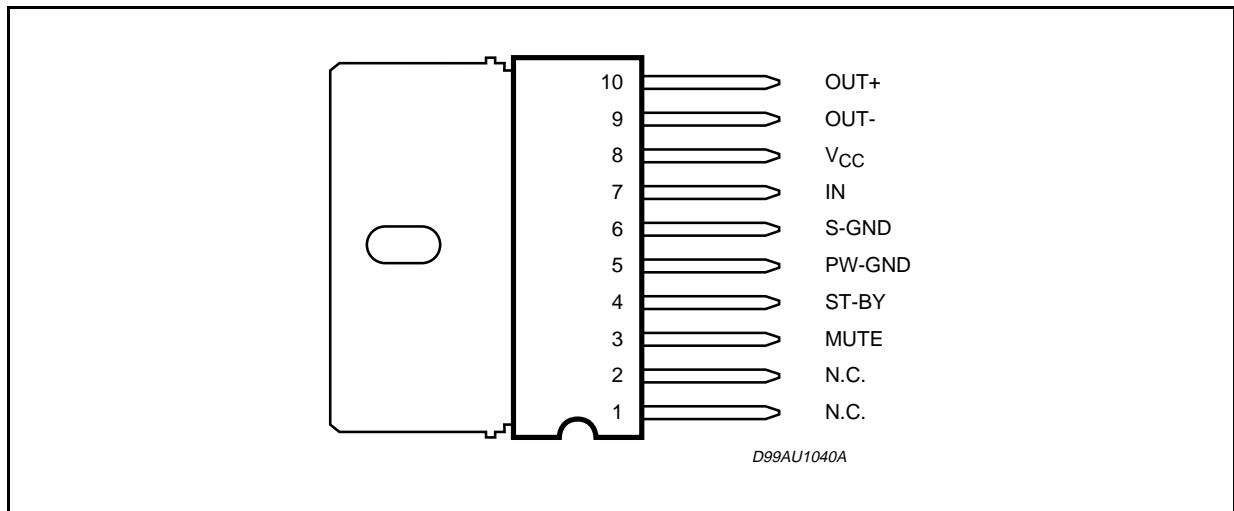 10 OUT+
9 OUT-
8 VCC
7 IN
6 S-GND
5 PW-GND
4 ST-BY
3 MUTE
2 N.C.
1 N.C.
D99AU1040A